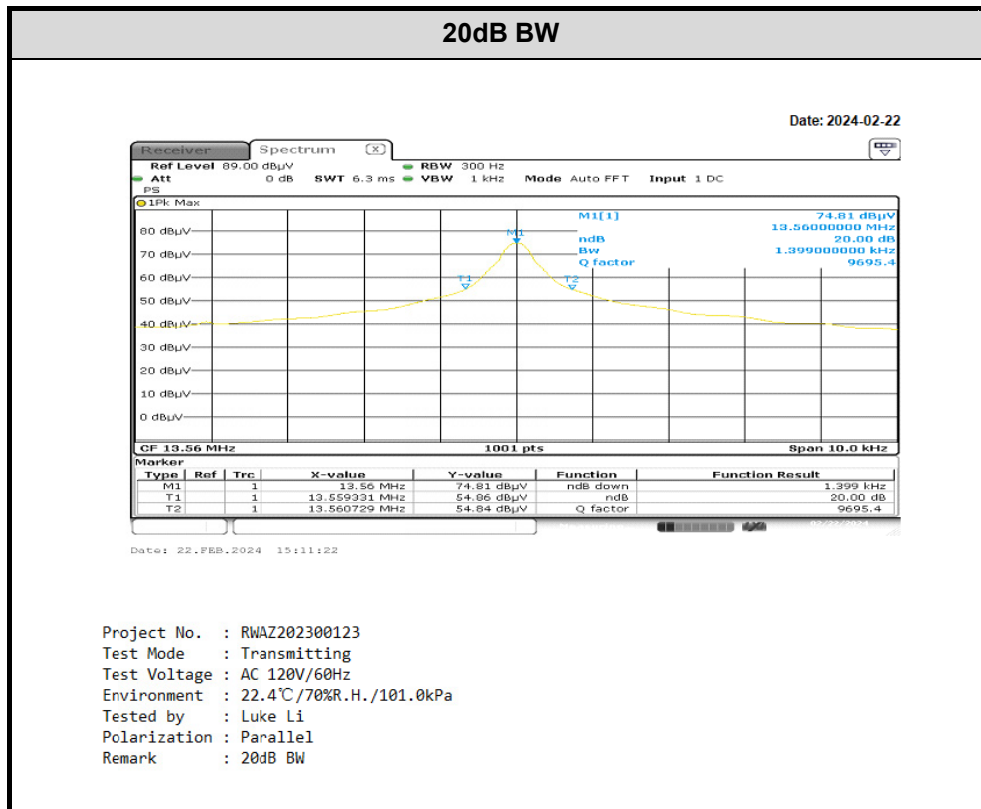 20dB BW
Date: 2024-02-22
Receiver Spectrum X
Ref Level 89.00 dBµV RBW 300 Hz
Att 0 dB SWT 6.3 ms VBW 1 kHz Mode Auto FFT Input 1 DC
PS
1Pk Max
M1[1] 74.81 dBµV
13.56000000 MHz
80 dBµV
M1
ndB 20.00 dB
70 dBµV
Bw 1.399000000 kHz
Q factor 9695.4
60 dBµV
T1 T2
50 dBµV
40 dBµV
30 dBµV
20 dBµV
10 dBµV
0 dBµV
CF 13.56 MHz 1001 pts Span 10.0 kHz
Marker
Type Ref Trc X-value Y-value Function Function Result
M1 1 13.56 MHz 74.81 dBµV ndB down 1.399 kHz
T1 1 13.559331 MHz 54.86 dBµV ndB 20.00 dB
T2 1 13.560729 MHz 54.84 dBµV Q factor 9695.4
Date: 22.FEB.2024 15:11:22
Project No. : RWAZ202300123
Test Mode : Transmitting
Test Voltage : AC 120V/60Hz
Environment : 22.4℃/70%R.H./101.0kPa
Tested by : Luke Li
Polarization : Parallel
Remark : 20dB BW